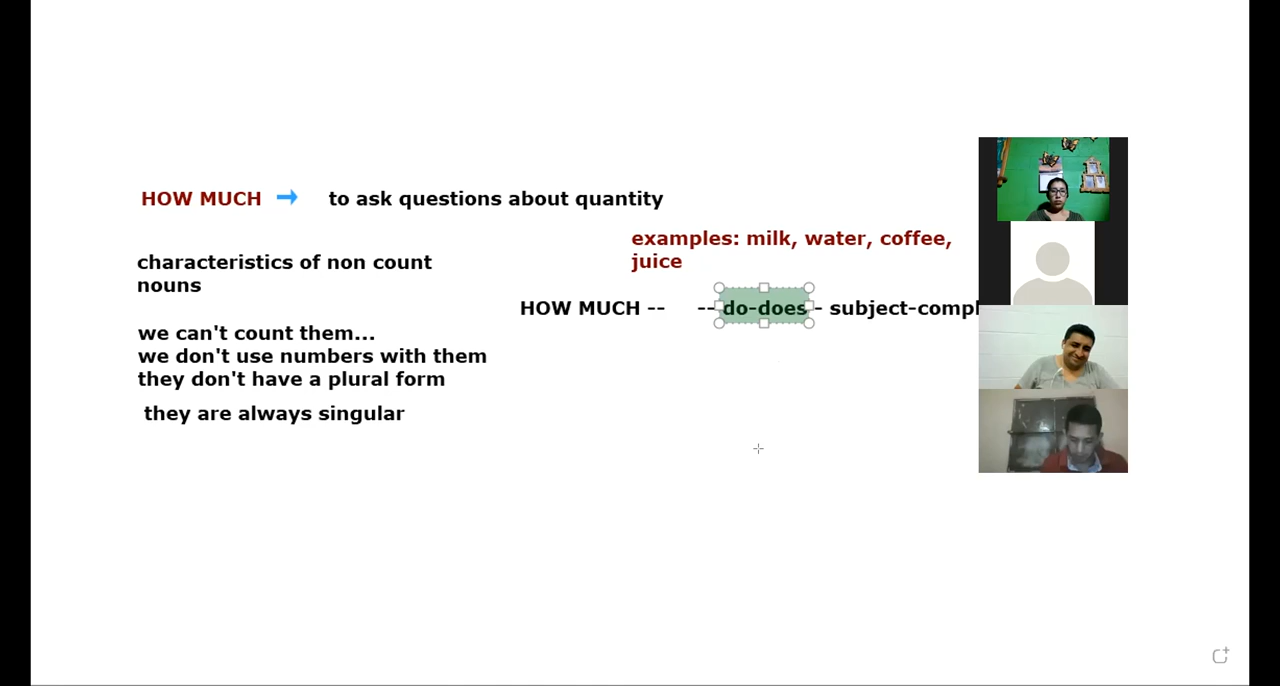 HOW MUCH
to ask questions about quantity
examples: milk, water, coffee,
juice
characteristics of non count
nouns
HOW MUCH -- -- do-does - subject-compl
we can't count them...
we don't use numbers with them
they don't have a plural form
they are always singular